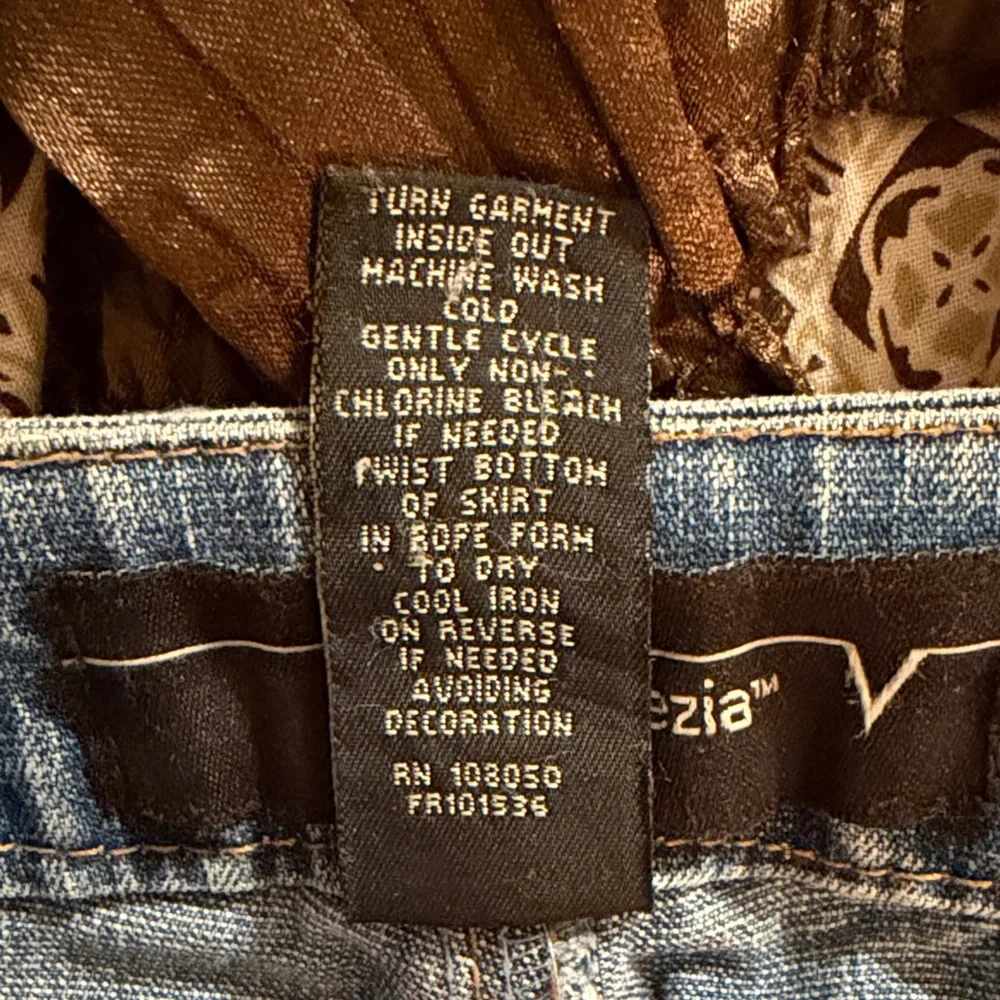 TURN GARMENT
INSIDE OUT
MACHINE WASH
COLD
GENTLE CYCLE
ONLY NON-
CHLORINE BLEACH
IF NEEDED
TWIST BOTTOM
OF SKIRT
IN ROPE FORM
TO DRY
COOL IRON
ON REVERSE
IF NEEDED
AVOIDING
DECORATION
RN 108050
FR101536
ezia™